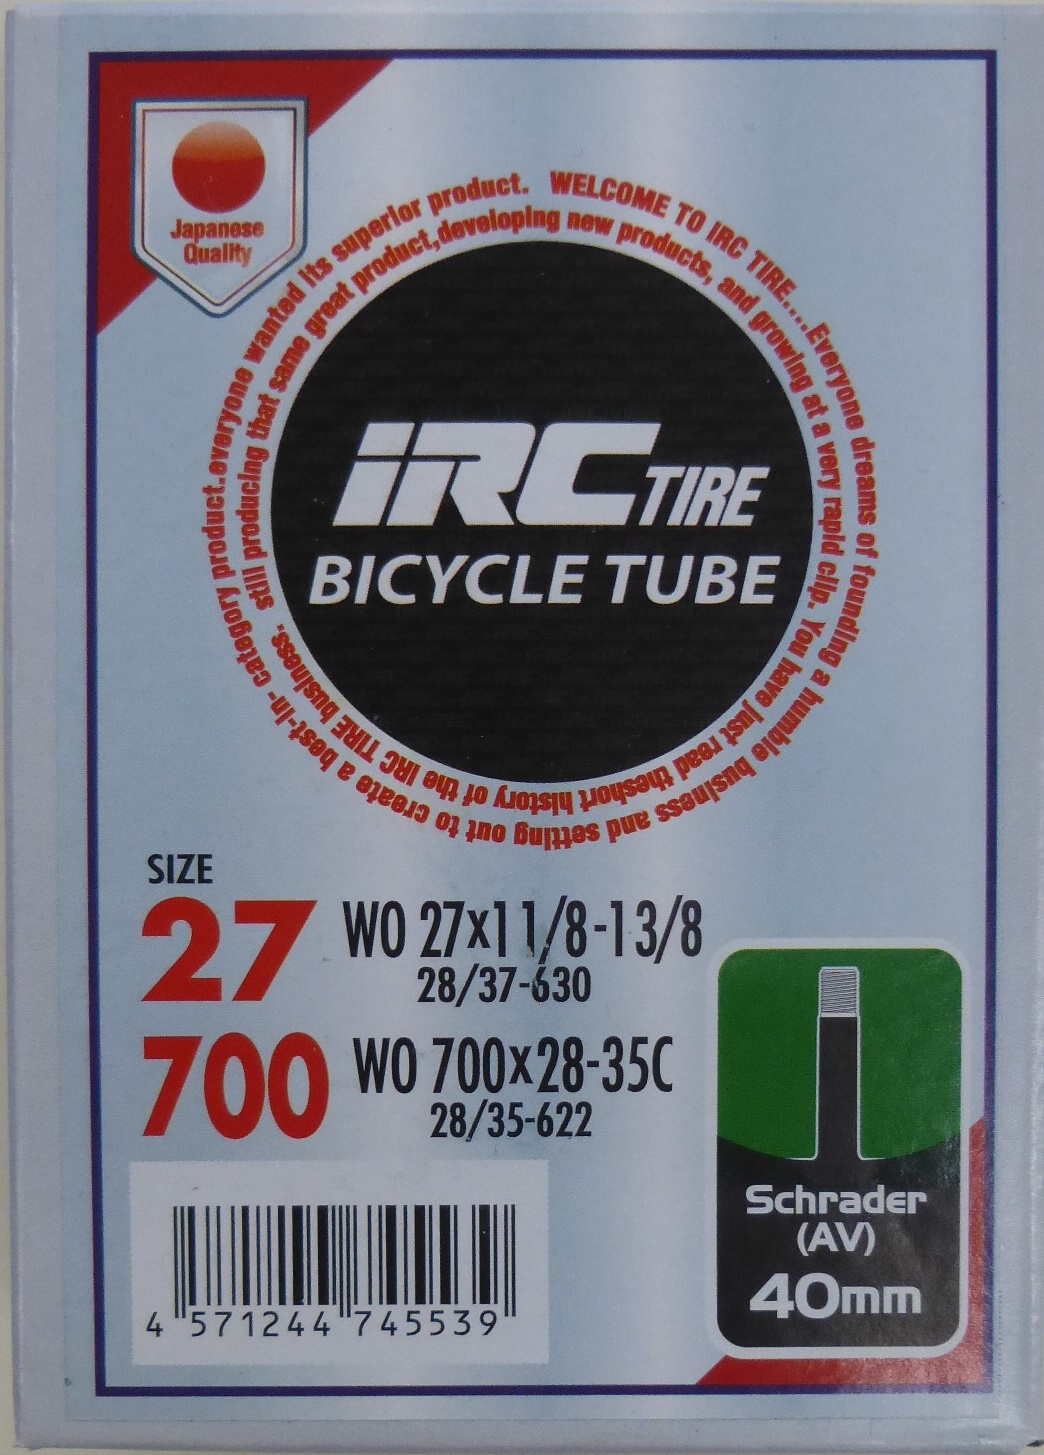 Japanese
Quality
WELCOME TO IRC TIRE....Everyone dreams of founding a humble business and setting out to create a best-in-category product.everyone wanted its superior product.
still producing that same great product,developing new products, and growing at a very rapid clip. You have just read theshort history of the IRC TIRE business.
iRC TIRE
BICYCLE TUBE
SIZE
27 WO 27x1 1/8-1 3/8
28/37-630
700 WO 700x28-35C
28/35-622
Schrader
(AV)
40mm
4 571244 745539